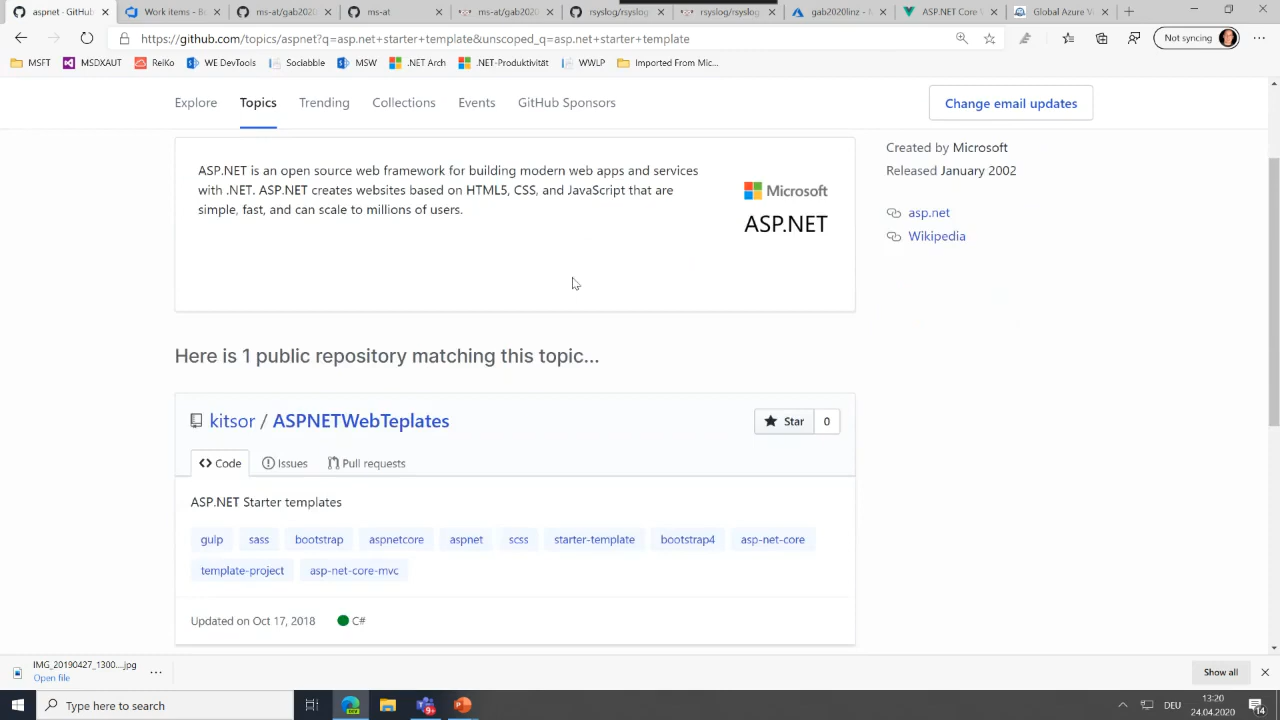 aspnet · GitHub
Work items - Bo
ms-at/gab2020
ms-at
ms-at/gab2020
rsyslog/rsyslog
rsyslog/rsyslog
gab2020linz - A
ASP.NET Core V
Global Azure Vi
https://github.com/topics/aspnet?q=asp.net+starter+template&unscoped_q=asp.net+starter+template
Not syncing
MSFT
MSDXAUT
ReiKo
WE DevTools
Sociabble
MSW
.NET Arch
.NET-Produktivität
WWLP
Imported From Mic...
Explore
Topics
Trending
Collections
Events
GitHub Sponsors
Change email updates
ASP.NET is an open source web framework for building modern web apps and services
with .NET. ASP.NET creates websites based on HTML5, CSS, and JavaScript that are
simple, fast, and can scale to millions of users.
Microsoft
ASP.NET
Created by Microsoft
Released January 2002
asp.net
Wikipedia
Here is 1 public repository matching this topic...
kitsor / ASPNETWebTeplates
Star 0
Code
Issues
Pull requests
ASP.NET Starter templates
gulp
sass
bootstrap
aspnetcore
aspnet
scss
starter-template
bootstrap4
asp-net-core
template-project
asp-net-core-mvc
Updated on Oct 17, 2018
C#
IMG_20190427_1300....jpg
Open file
Show all
Type here to search
DEU
13:20
24.04.2020